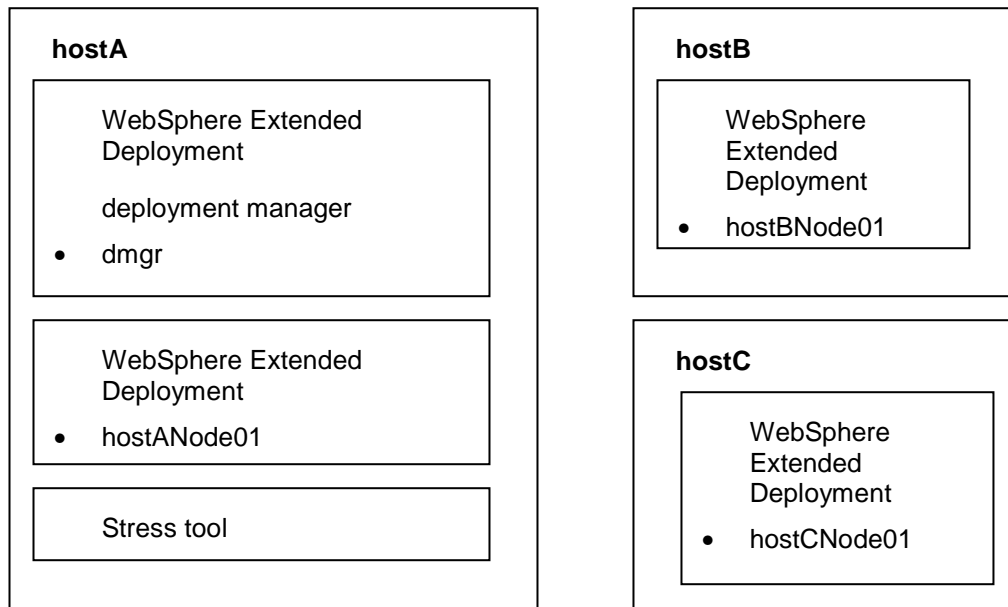 hostA
WebSphere Extended
Deployment
deployment manager
• dmgr
WebSphere Extended
Deployment
• hostANode01
Stress tool
hostB
WebSphere
Extended
Deployment
• hostBNode01
hostC
WebSphere
Extended
Deployment
• hostCNode01